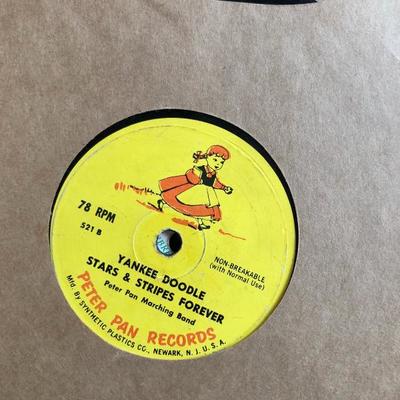 78 RPM
521 B
NON-BREAKABLE
(with Normal Use)
YANKEE DOODLE
STARS & STRIPES FOREVER
Peter Pan Marching Band
PETER PAN RECORDS
Mfd. By SYNTHETIC PLASTICS CO., NEWARK, N. J. U. S. A.